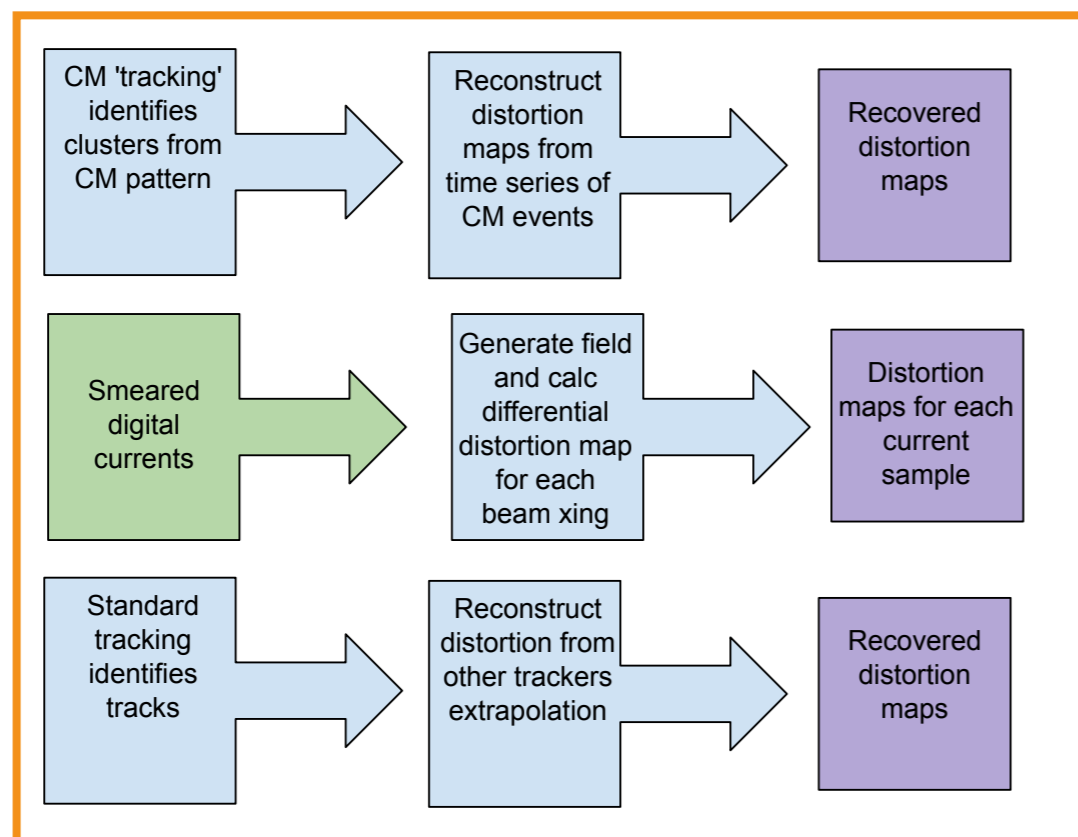 CM 'tracking'
identifies
clusters from
CM pattern
Reconstruct
distortion
maps from
time series of
CM events
Recovered
distortion
maps
Smeared
digital
currents
Generate field
and calc
differential
distortion map
for each
beam xing
Distortion
maps for each
current
sample
Standard
tracking
identifies
tracks
Reconstruct
distortion from
other trackers
extrapolation
Recovered
distortion
maps